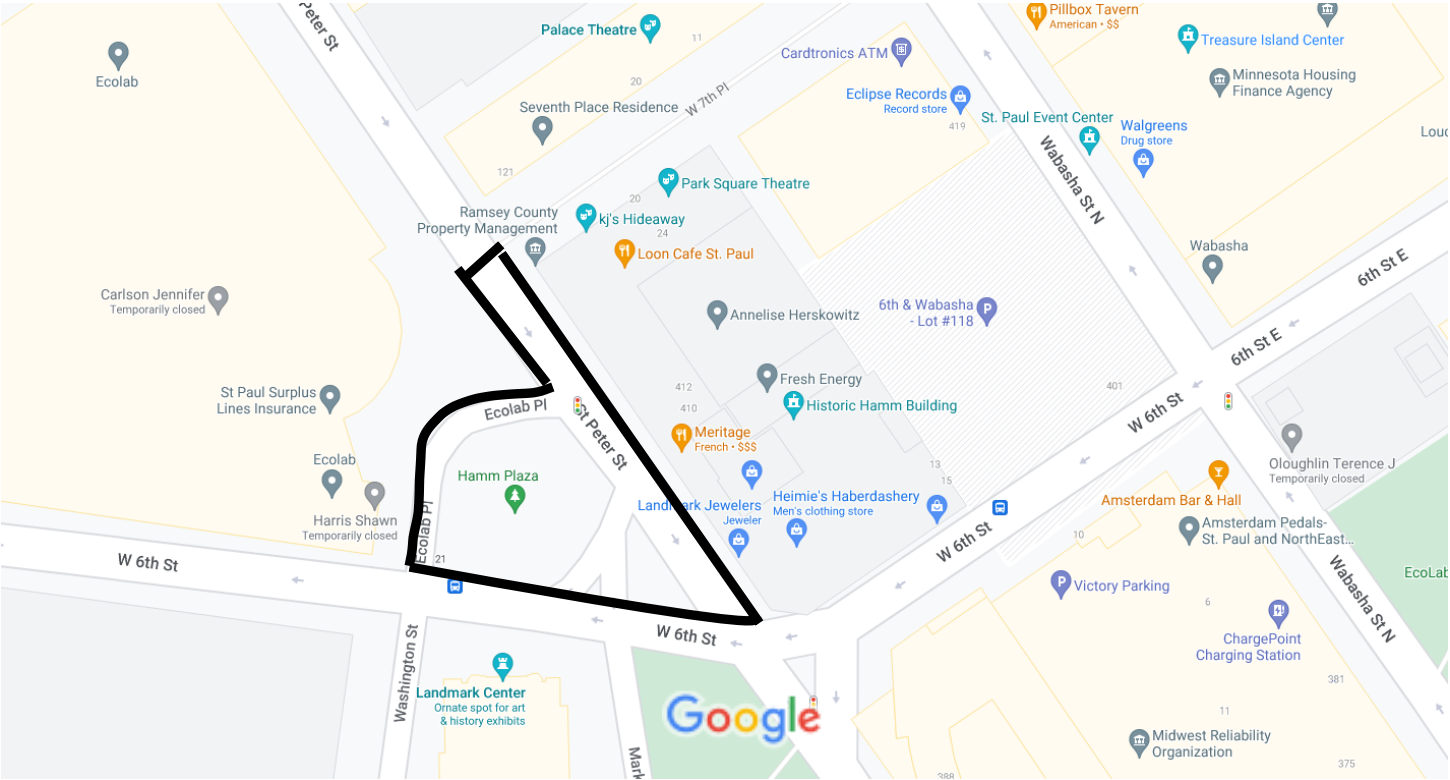 Peter St
Ecolab
Palace Theatre
11
20
Cardtronics ATM
Pillbox Tavern
American • $$
Treasure Island Center
Minnesota Housing
Finance Agency
Eclipse Records
Record store
419
St. Paul Event Center
Walgreens
Drug store
Louc
Seventh Place Residence
W 7th Pl
121
Park Square Theatre
20
kj's Hideaway
24
Ramsey County
Property Management
Loon Cafe St. Paul
Wabasha St N
Wabasha
6th St E
Carlson Jennifer
Temporarily closed
Annelise Herskowitz
6th & Wabasha
- Lot #118
6th St E
St Paul Surplus
Lines Insurance
Fresh Energy
412
410
Historic Hamm Building
401
W 6th St
Ecolab Pl
St Peter St
Meritage
French • $$$
Ecolab
Hamm Plaza
13
15
Oloughlin Terence J
Temporarily closed
Harris Shawn
Temporarily closed
Landmark Jewelers
Jeweler
Heimie's Haberdashery
Men's clothing store
Amsterdam Bar & Hall
Ecolab Pl
21
W 6th St
10
Amsterdam Pedals-
St. Paul and NorthEast...
W 6th St
Victory Parking
6
EcoLab
Wabasha St N
W 6th St
ChargePoint
Charging Station
Washington St
Landmark Center
Ornate spot for art
& history exhibits
Google
381
11
Midwest Reliability
Organization
Mark
388
375